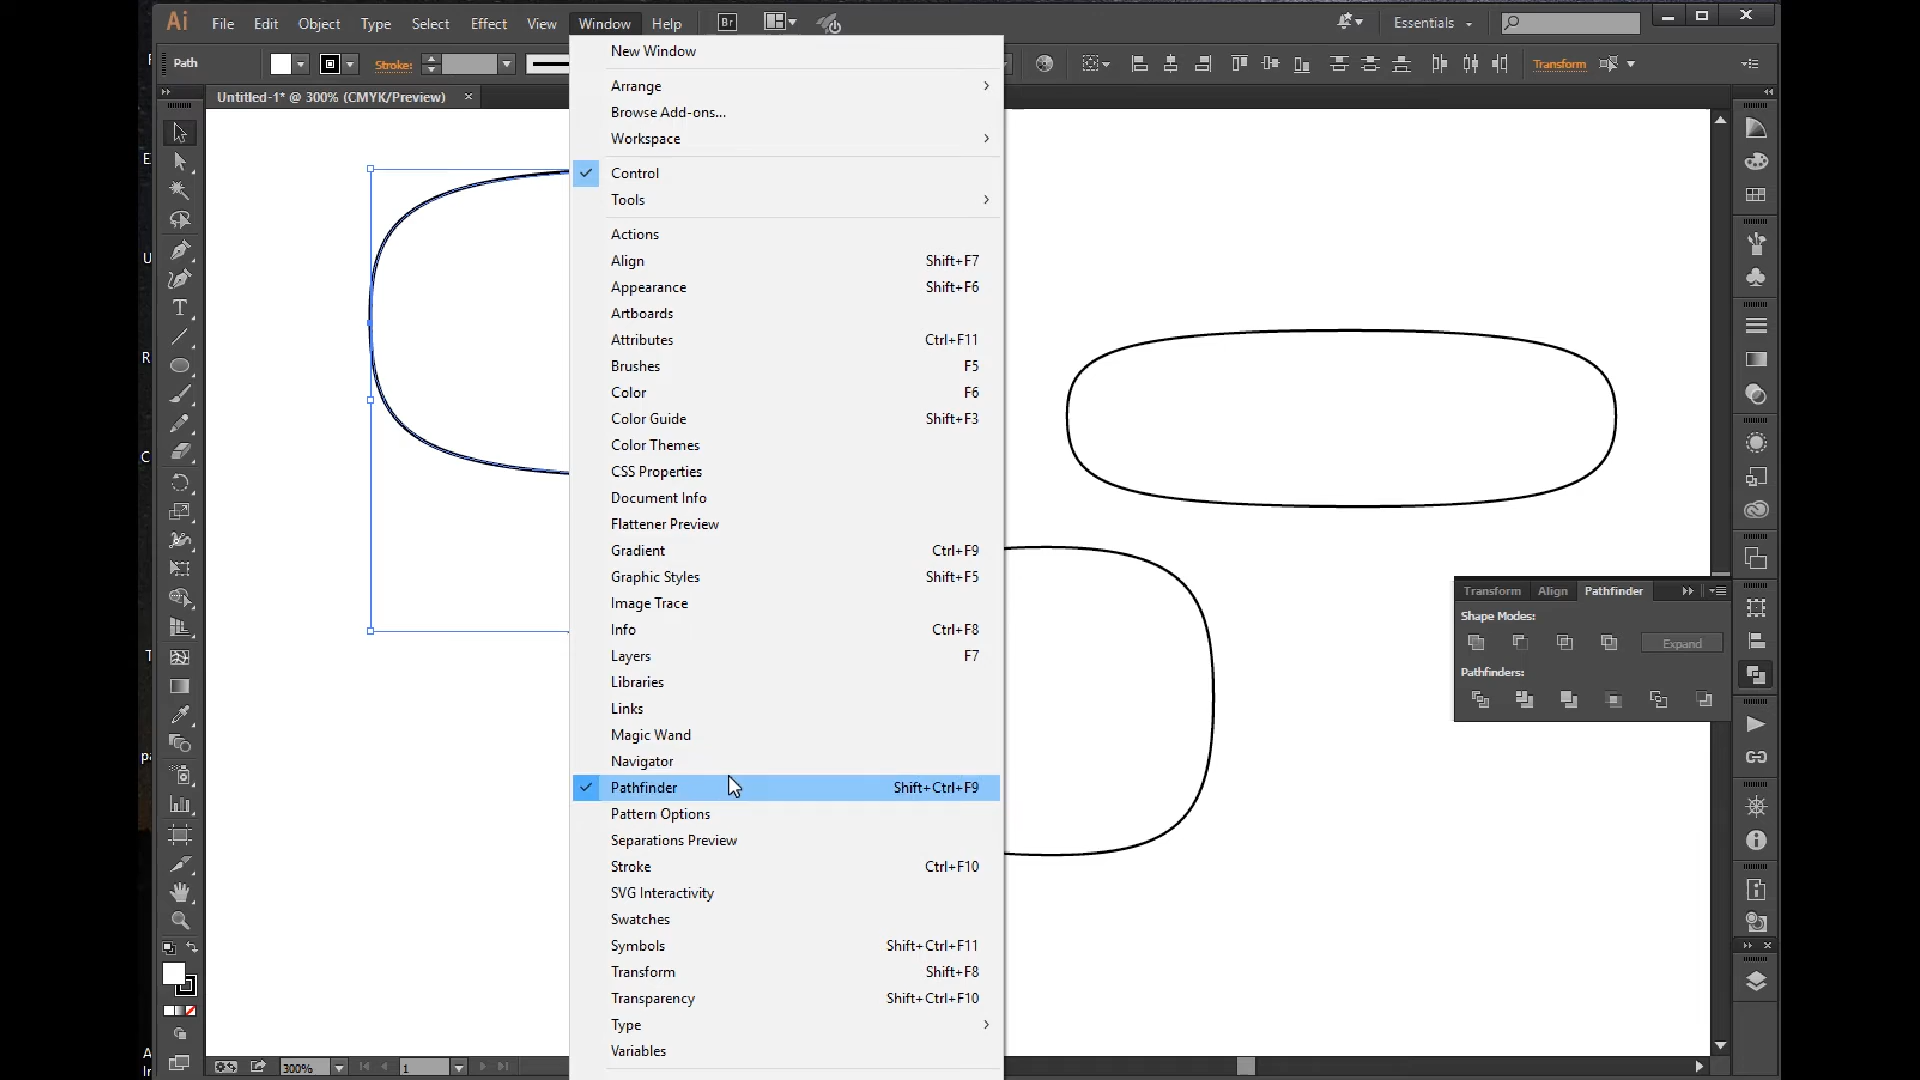 Ai File Edit Object Type Select Effect View Window Help Br Essentials
Path Stroke: Transform
Untitled-1* @ 300% (CMYK/Preview)
New Window
Arrange
Browse Add-ons...
Workspace
Control
Tools
Actions
Align Shift+F7
Appearance Shift+F6
Artboards
Attributes Ctrl+F11
Brushes F5
Color F6
Color Guide Shift+F3
Color Themes
CSS Properties
Document Info
Flattener Preview
Gradient Ctrl+F9
Graphic Styles Shift+F5
Image Trace
Info Ctrl+F8
Layers F7
Libraries
Links
Magic Wand
Navigator
Pathfinder Shift+Ctrl+F9
Pattern Options
Separations Preview
Stroke Ctrl+F10
SVG Interactivity
Swatches
Symbols Shift+Ctrl+F11
Transform Shift+F8
Transparency Shift+Ctrl+F10
Type
Variables
Transform Align Pathfinder
Shape Modes:
Expand
Pathfinders:
300% 1